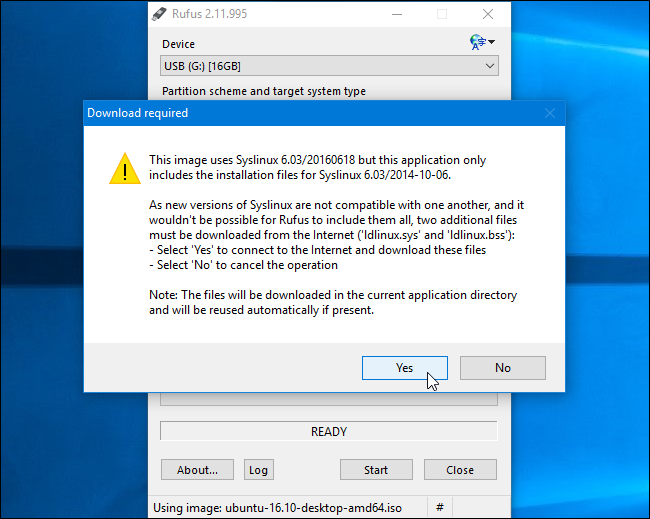 Rufus 2.11.995
Device
USB (G:) [16GB]
Partition scheme and target system type
Download required
This image uses Syslinux 6.03/20160618 but this application only
includes the installation files for Syslinux 6.03/2014-10-06.
As new versions of Syslinux are not compatible with one another, and it
wouldn't be possible for Rufus to include them all, two additional files
must be downloaded from the Internet ('ldlinux.sys' and 'ldlinux.bss'):
- Select 'Yes' to connect to the Internet and download these files
- Select 'No' to cancel the operation
Note: The files will be downloaded in the current application directory
and will be reused automatically if present.
Yes No
READY
About... Log Start Close
Using image: ubuntu-16.10-desktop-amd64.iso #